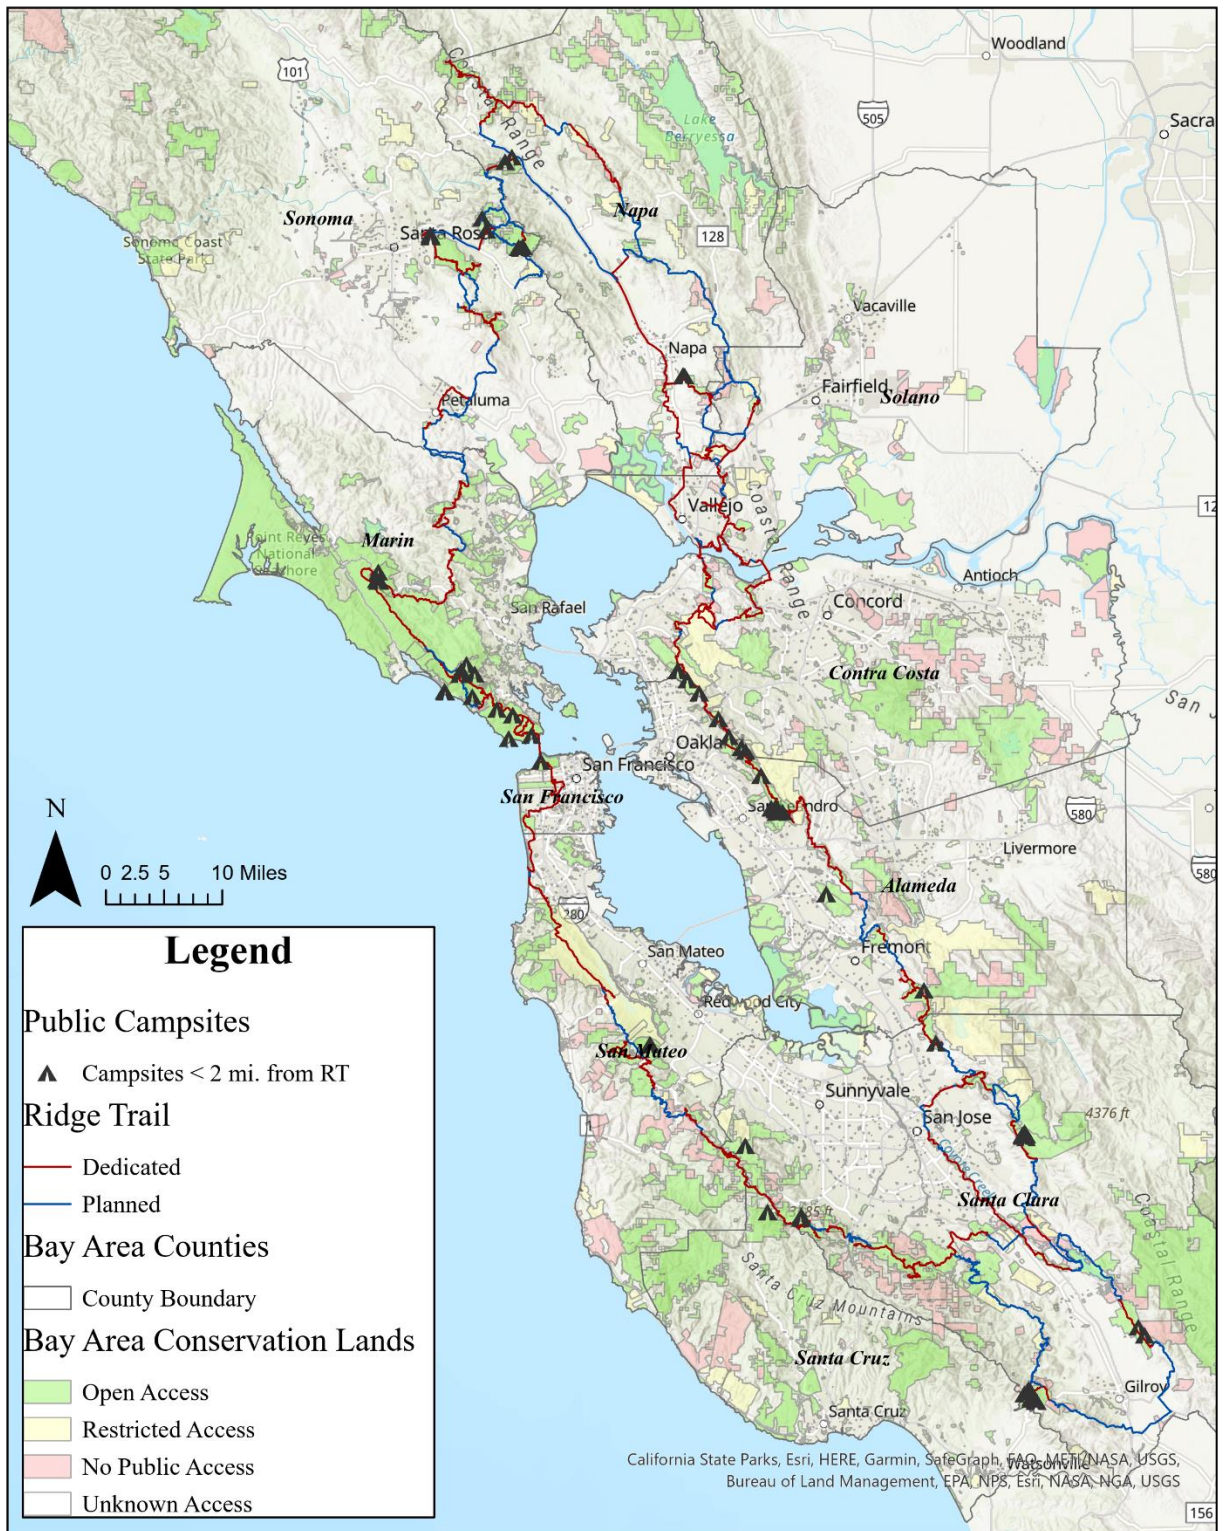 Woodland
101
Coastal Range
Lake
Berryessa
505
Sacra
Sonoma
Napa
Santa Rosa
128
Sonoma Coast
State Park
Vacaville
Napa
Fairfield
Solano
Petaluma
12
Vallejo
Coastal Range
Marin
Point Reyes
National
Seashore
Antioch
San Rafael
Concord
Contra Costa
San J
Oakland
San Francisco
San Francisco
San Leandro
580
N
Livermore
0 2.5 5 10 Miles
580
Alameda
280
Fremont
Legend
San Mateo
Redwood City
Public Campsites
San Mateo
Campsites < 2 mi. from RT
Sunnyvale
4376 ft
Ridge Trail
San Jose
Coyote Creek
Dedicated
Planned
Santa Clara
Coastal Range
Bay Area Counties
County Boundary
Santa Cruz Mountains
Bay Area Conservation Lands
Santa Cruz
Open Access
Gilroy
Restricted Access
Santa Cruz
No Public Access
Watsonville
Unknown Access
California State Parks, Esri, HERE, Garmin, SafeGraph, FAO, METI/NASA, USGS,
Bureau of Land Management, EPA, NPS, Esri, NASA, NGA, USGS
156